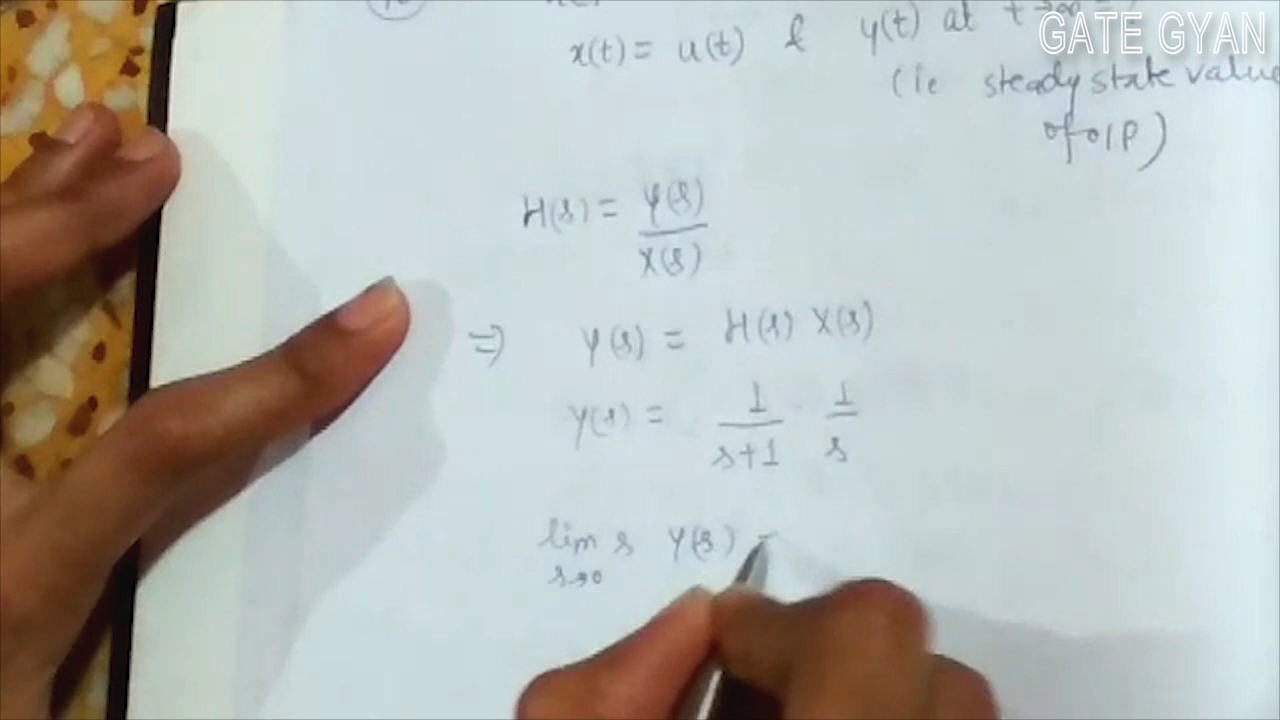 GATE GYAN
x(t) = u(t) & y(t) at t→∞ = ?
(ie steady state value
of o/p)
H(s) = Y(s)/X(s)
⇒ Y(s) = H(s) X(s)
Y(s) = 1/s+1 · 1/s
lim s Y(s) =
s→0